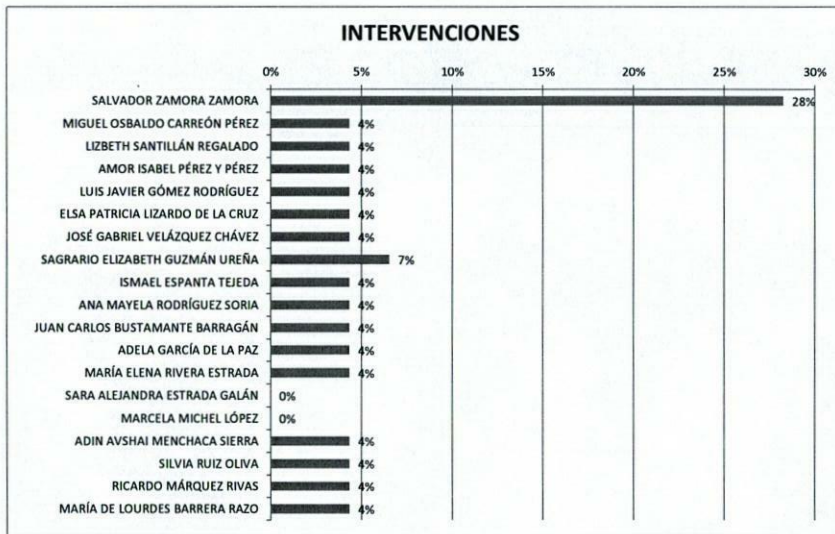 INTERVENCIONES
0% 5% 10% 15% 20% 25% 30%
SALVADOR ZAMORA ZAMORA 28%
MIGUEL OSBALDO CARREÓN PÉREZ 4%
LIZBETH SANTILLÁN REGALADO 4%
AMOR ISABEL PÉREZ Y PÉREZ 4%
LUIS JAVIER GÓMEZ RODRÍGUEZ 4%
ELSA PATRICIA LIZARDO DE LA CRUZ 4%
JOSÉ GABRIEL VELÁZQUEZ CHÁVEZ 4%
SAGRARIO ELIZABETH GUZMÁN UREÑA 7%
ISMAEL ESPANTA TEJEDA 4%
ANA MAYELA RODRÍGUEZ SORIA 4%
JUAN CARLOS BUSTAMANTE BARRAGÁN 4%
ADELA GARCÍA DE LA PAZ 4%
MARÍA ELENA RIVERA ESTRADA 4%
SARA ALEJANDRA ESTRADA GALÁN 0%
MARCELA MICHEL LÓPEZ 0%
ADIN AVSHAI MENCHACA SIERRA 4%
SILVIA RUIZ OLIVA 4%
RICARDO MÁRQUEZ RIVAS 4%
MARÍA DE LOURDES BARRERA RAZO 4%